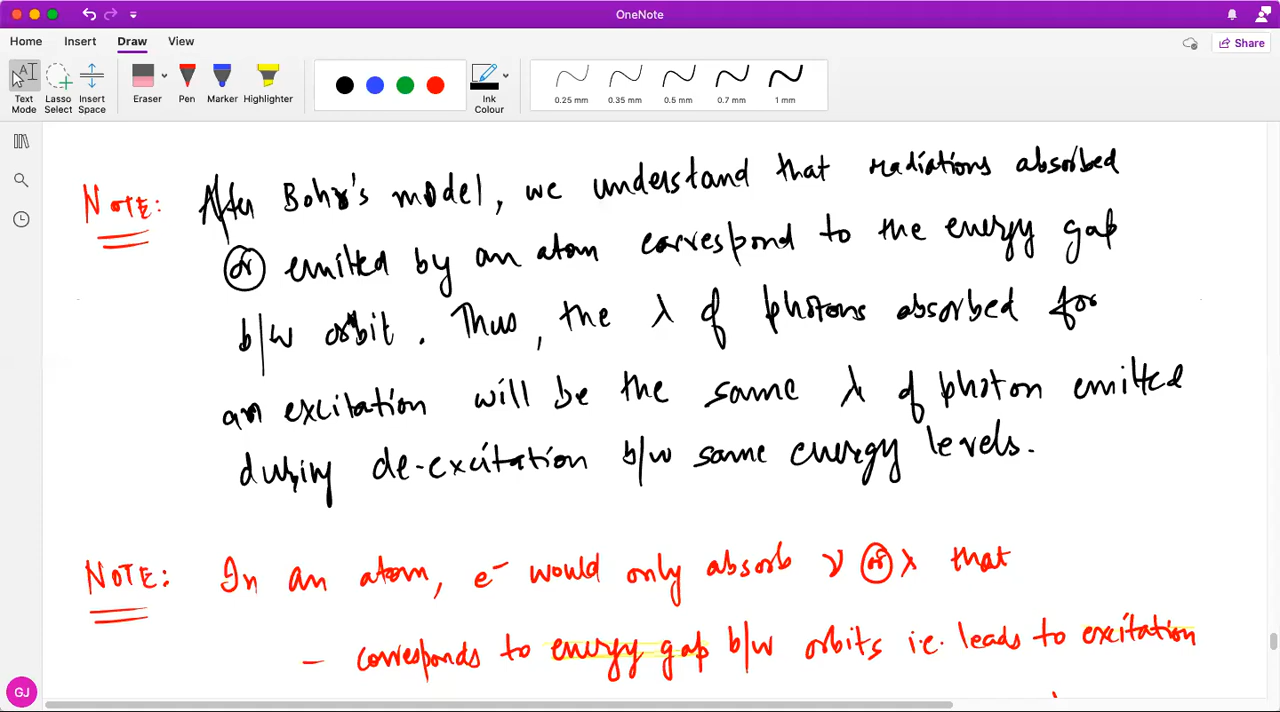 OneNote
Home Insert Draw View
Share
Text Mode
Lasso Select
Insert Space
Eraser
Pen
Marker
Highlighter
Ink Colour
0.25 mm
0.35 mm
0.5 mm
0.7 mm
1 mm
NOTE: After Bohr's model, we understand that radiations absorbed
or emitted by an atom correspond to the energy gap
b/w orbit. Thus, the λ of photons absorbed for
an excitation will be the same λ of photon emitted
during de-excitation b/w same energy levels.
NOTE: In an atom, e⁻ would only absorb ν or λ that
– corresponds to energy gap b/w orbits i.e. leads to excitation
GJ